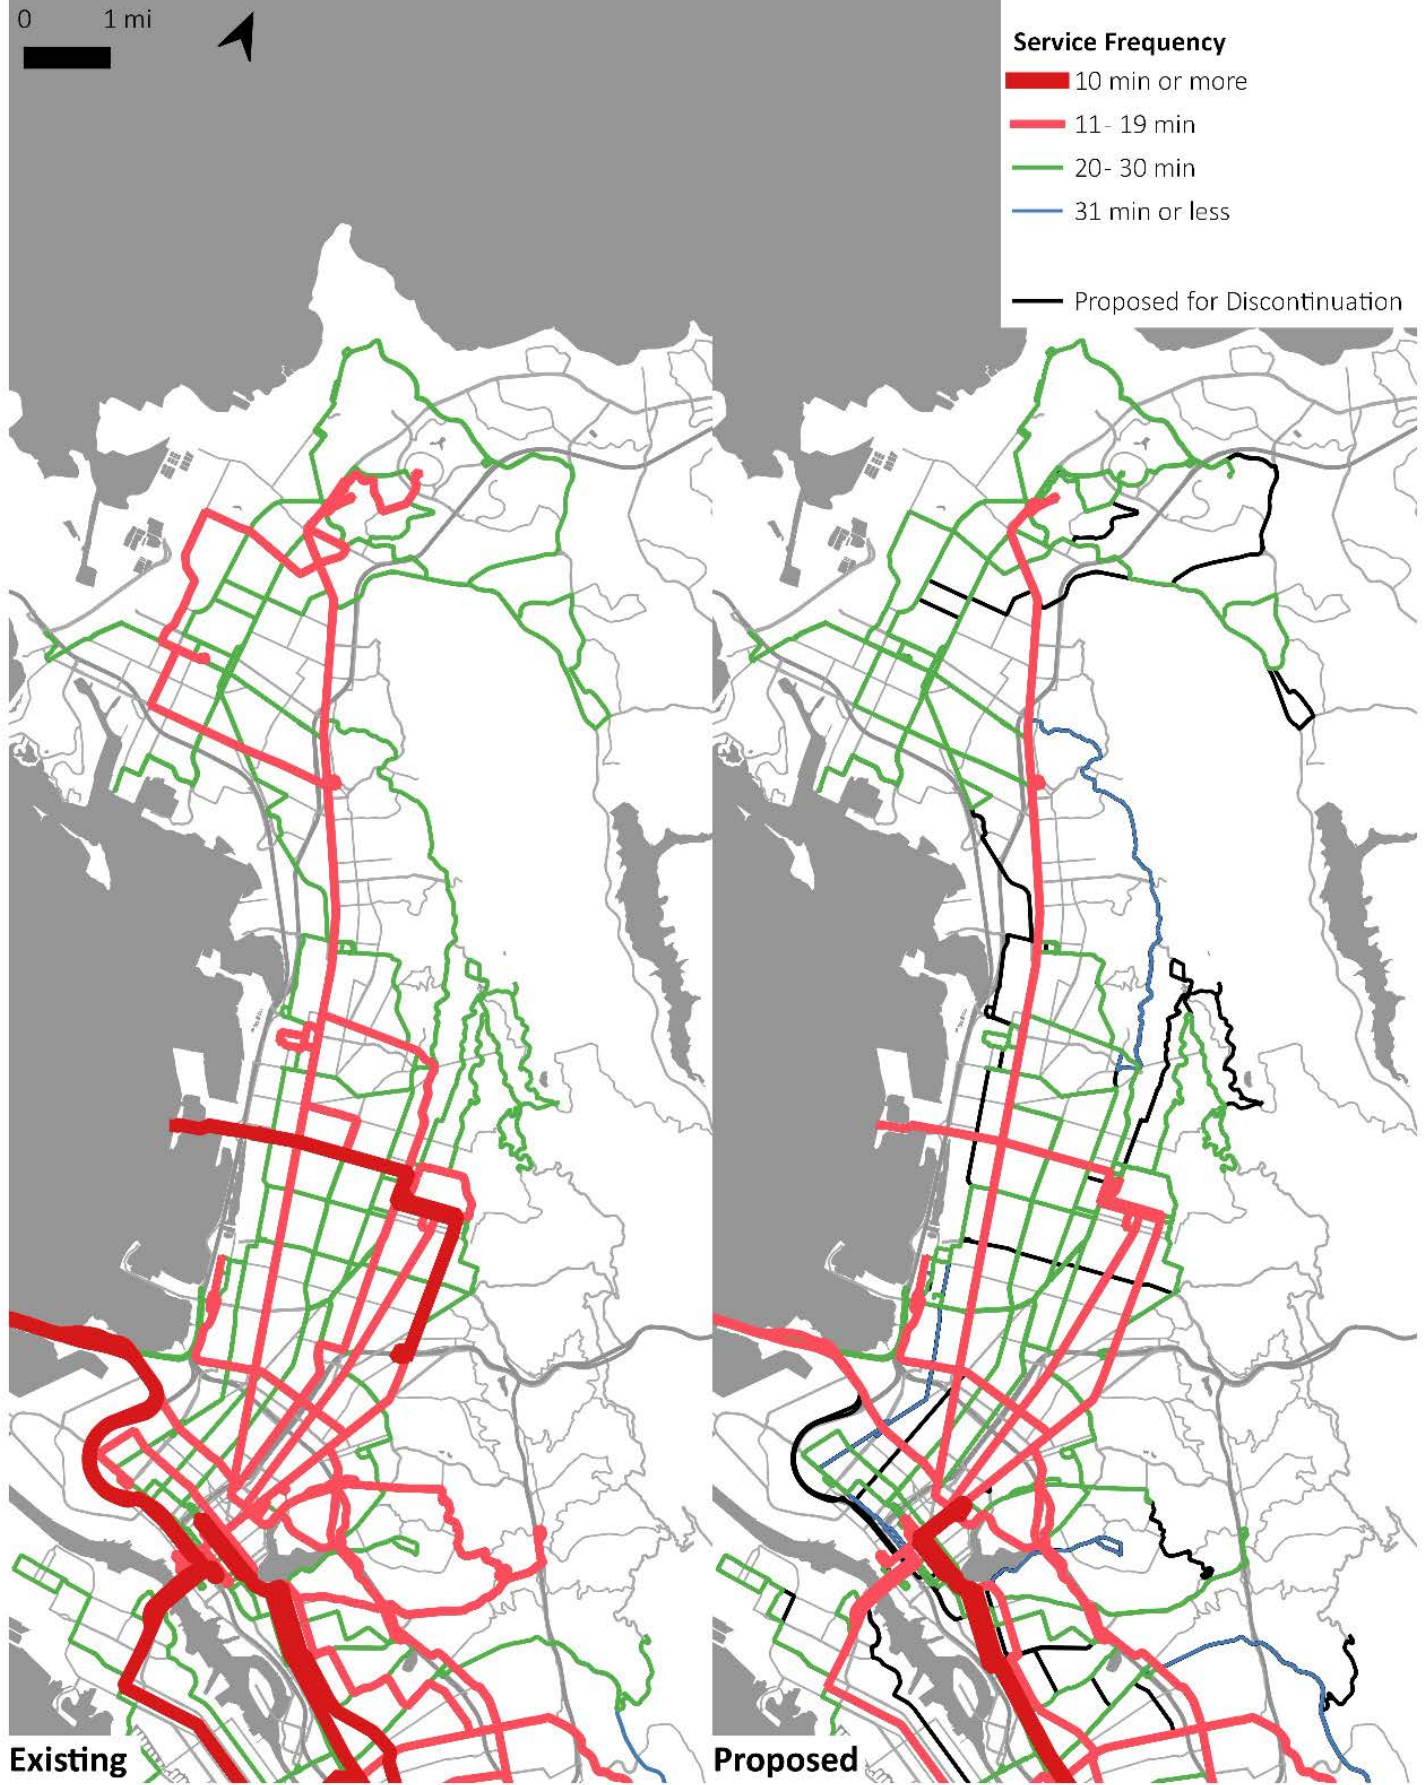 0 1 mi
Service Frequency
10 min or more
11- 19 min
20- 30 min
31 min or less
Proposed for Discontinuation
Existing
Proposed